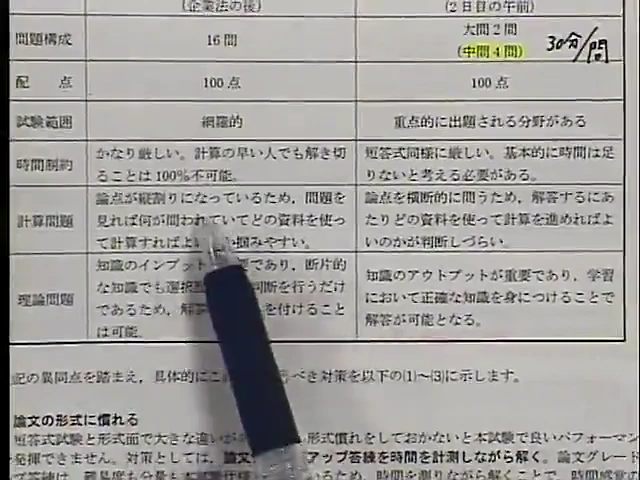 (企業法の後) (2日目の午前)
問題構成 16問 大問2問
(中問4問) 30分/問
配 点 100点 100点
試験範囲 網羅的 重点的に出題される分野がある
時間制約
かなり厳しい。計算の早い人でも解き切
ることは100%不可能。
短答式同様に厳しい。基本的に時間は足
りないと考える必要がある。
計算問題
論点が縦割りになっているため,問題を
見れば何が問われていてどの資料を使っ
て計算すればよ 掴みやすい。
論点を横断的に問うため,解答するにあ
たりどの資料を使って計算を進めればよ
いのかが判断しづらい。
理論問題
知識のインプット 要であり,断片的
な知識でも選択 判断を行うだけ
であるため,解 を付けること
は可能。
知識のアウトプットが重要であり,学習
において正確な知識を身につけることで
解答が可能となる。
記の異同点を踏まえ,具体的にこ べき対策を以下の(1)~(3)に示します。
論文の形式に慣れる
短答式試験と形式面で大きな違いが 形式慣れをしておかないと本試験で良いパフォーマン
発揮できません。対策としては,論文 アップ答練を時間を計測しながら解く。論文グレード
ため,時間を測りながら解くことで,時間感覚の